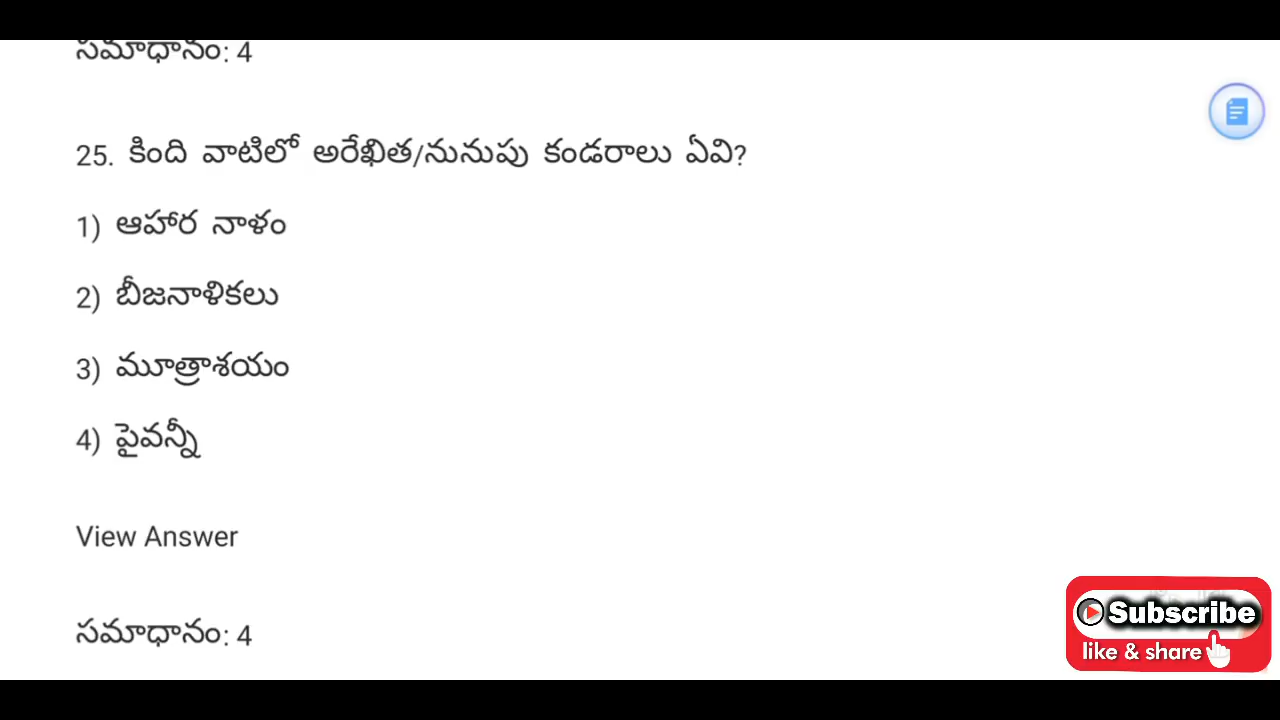 సమాధానం: 4
25. కింది వాటిలో అరేఖిత/నునుపు కండరాలు ఏవి?
1) ఆహార నాళం
2) బీజనాళికలు
3) మూత్రాశయం
4) పైవన్నీ
View Answer
సమాధానం: 4
Subscribe
like & share